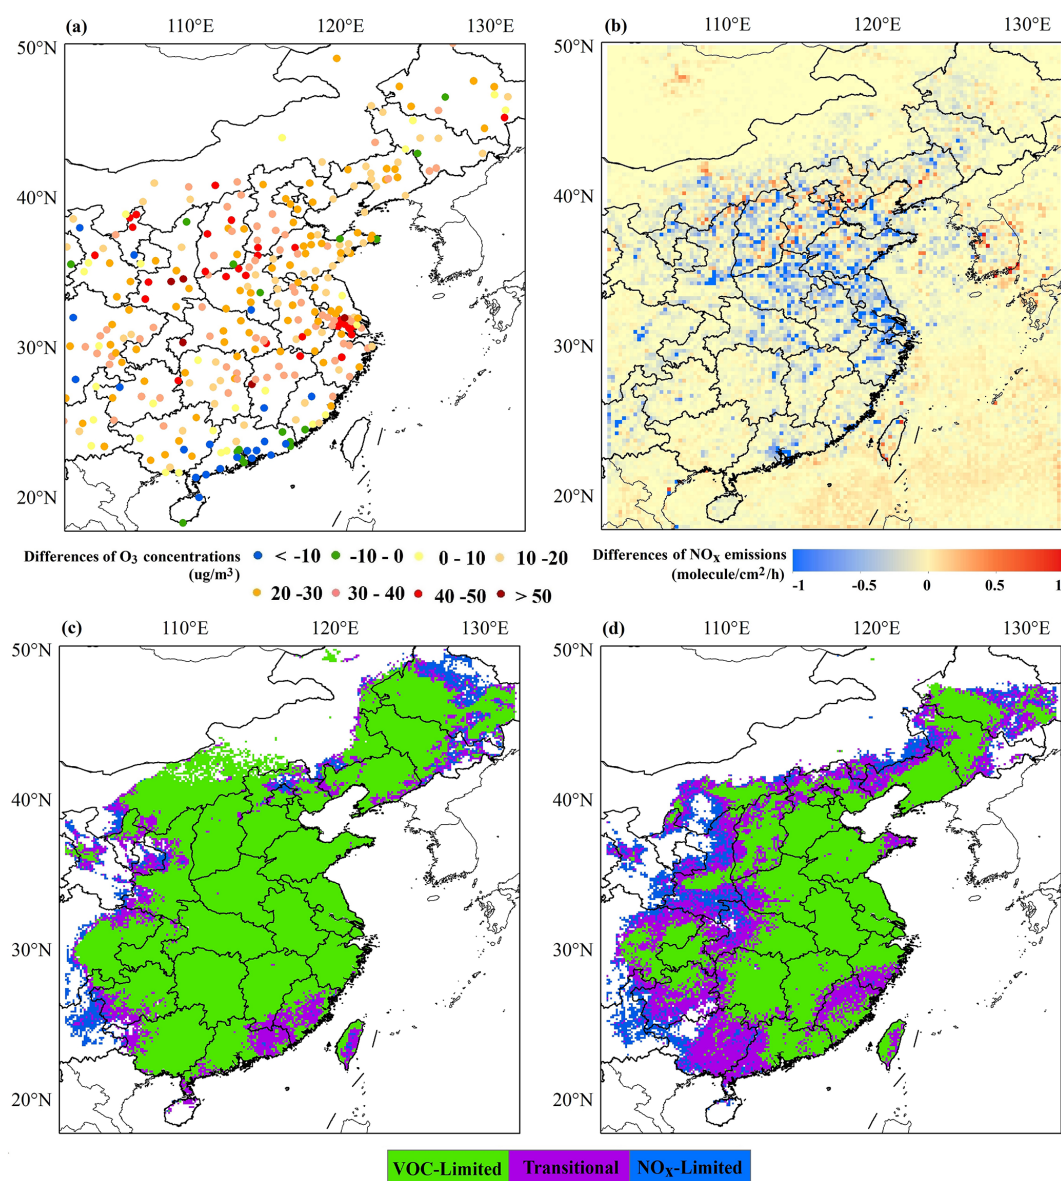 (a) 110°E 120°E 130°E
(b) 110°E 120°E 130°E
50°N 50°N
40°N 40°N
30°N 30°N
20°N 20°N
Differences of O3 concentrations
(ug/m3)
< -10 -10 - 0 0 - 10 10 -20
20 -30 30 - 40 40 -50 > 50
Differences of NOX emissions
(molecule/cm2/h)
-1 -0.5 0 0.5 1
(c) 110°E 120°E 130°E
(d) 110°E 120°E 130°E
50°N 50°N
40°N 40°N
30°N 30°N
20°N 20°N
VOC-Limited Transitional NOX-Limited